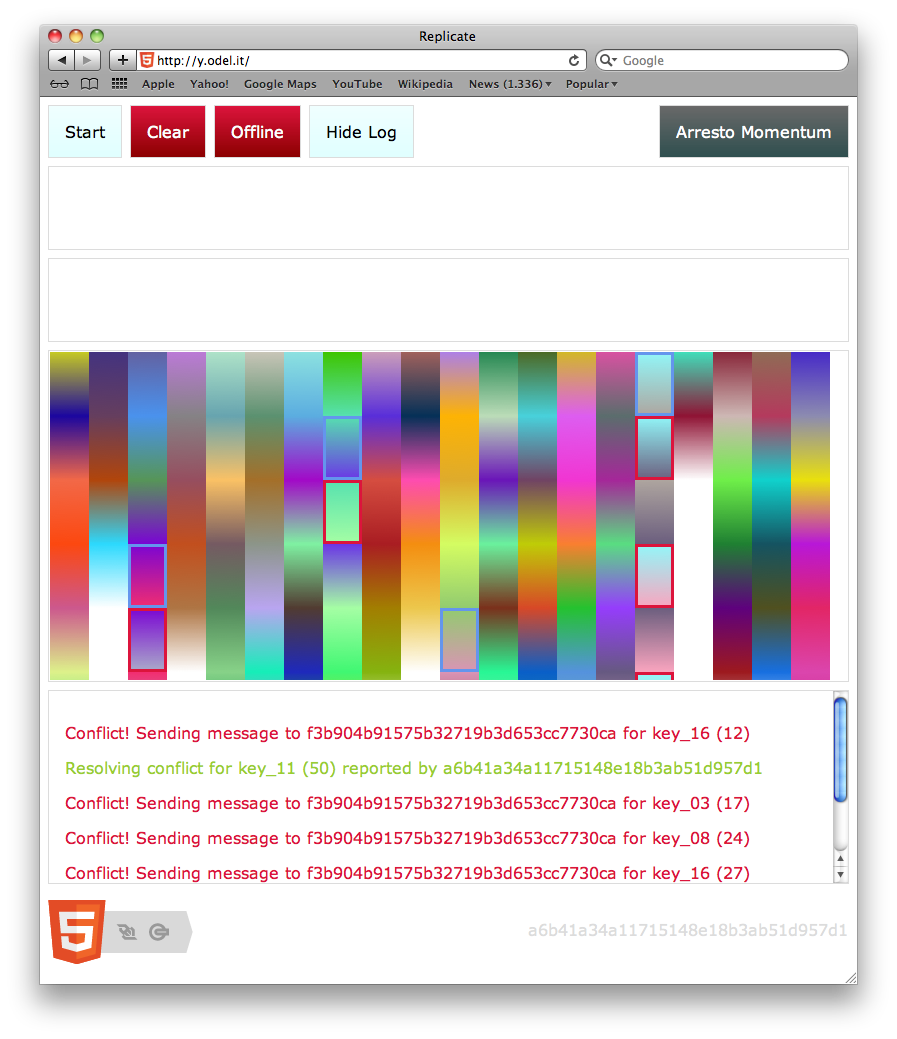 Replicate
http://y.odel.it/
Google
Apple Yahoo! Google Maps YouTube Wikipedia News (1.336) Popular
Start Clear Offline Hide Log Arresto Momentum
Conflict! Sending message to f3b904b91575b32719b3d653cc7730ca for key_16 (12)
Resolving conflict for key_11 (50) reported by a6b41a34a11715148e18b3ab51d957d1
Conflict! Sending message to f3b904b91575b32719b3d653cc7730ca for key_03 (17)
Conflict! Sending message to f3b904b91575b32719b3d653cc7730ca for key_08 (24)
Conflict! Sending message to f3b904b91575b32719b3d653cc7730ca for key_16 (27)
5
a6b41a34a11715148e18b3ab51d957d1